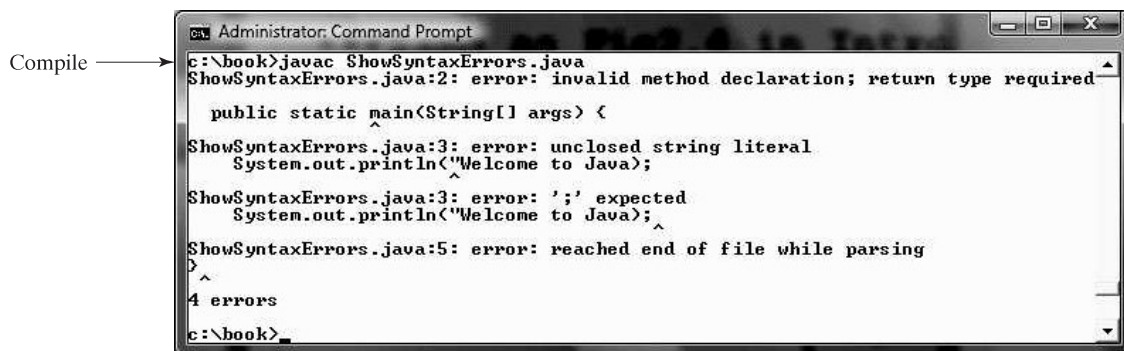 Administrator: Command Prompt
Compile
c:\book>javac ShowSyntaxErrors.java
ShowSyntaxErrors.java:2: error: invalid method declaration; return type required
public static main(String[] args) {
^
ShowSyntaxErrors.java:3: error: unclosed string literal
System.out.println("Welcome to Java);
^
ShowSyntaxErrors.java:3: error: ';' expected
System.out.println("Welcome to Java);
^
ShowSyntaxErrors.java:5: error: reached end of file while parsing
}
^
4 errors
c:\book>_